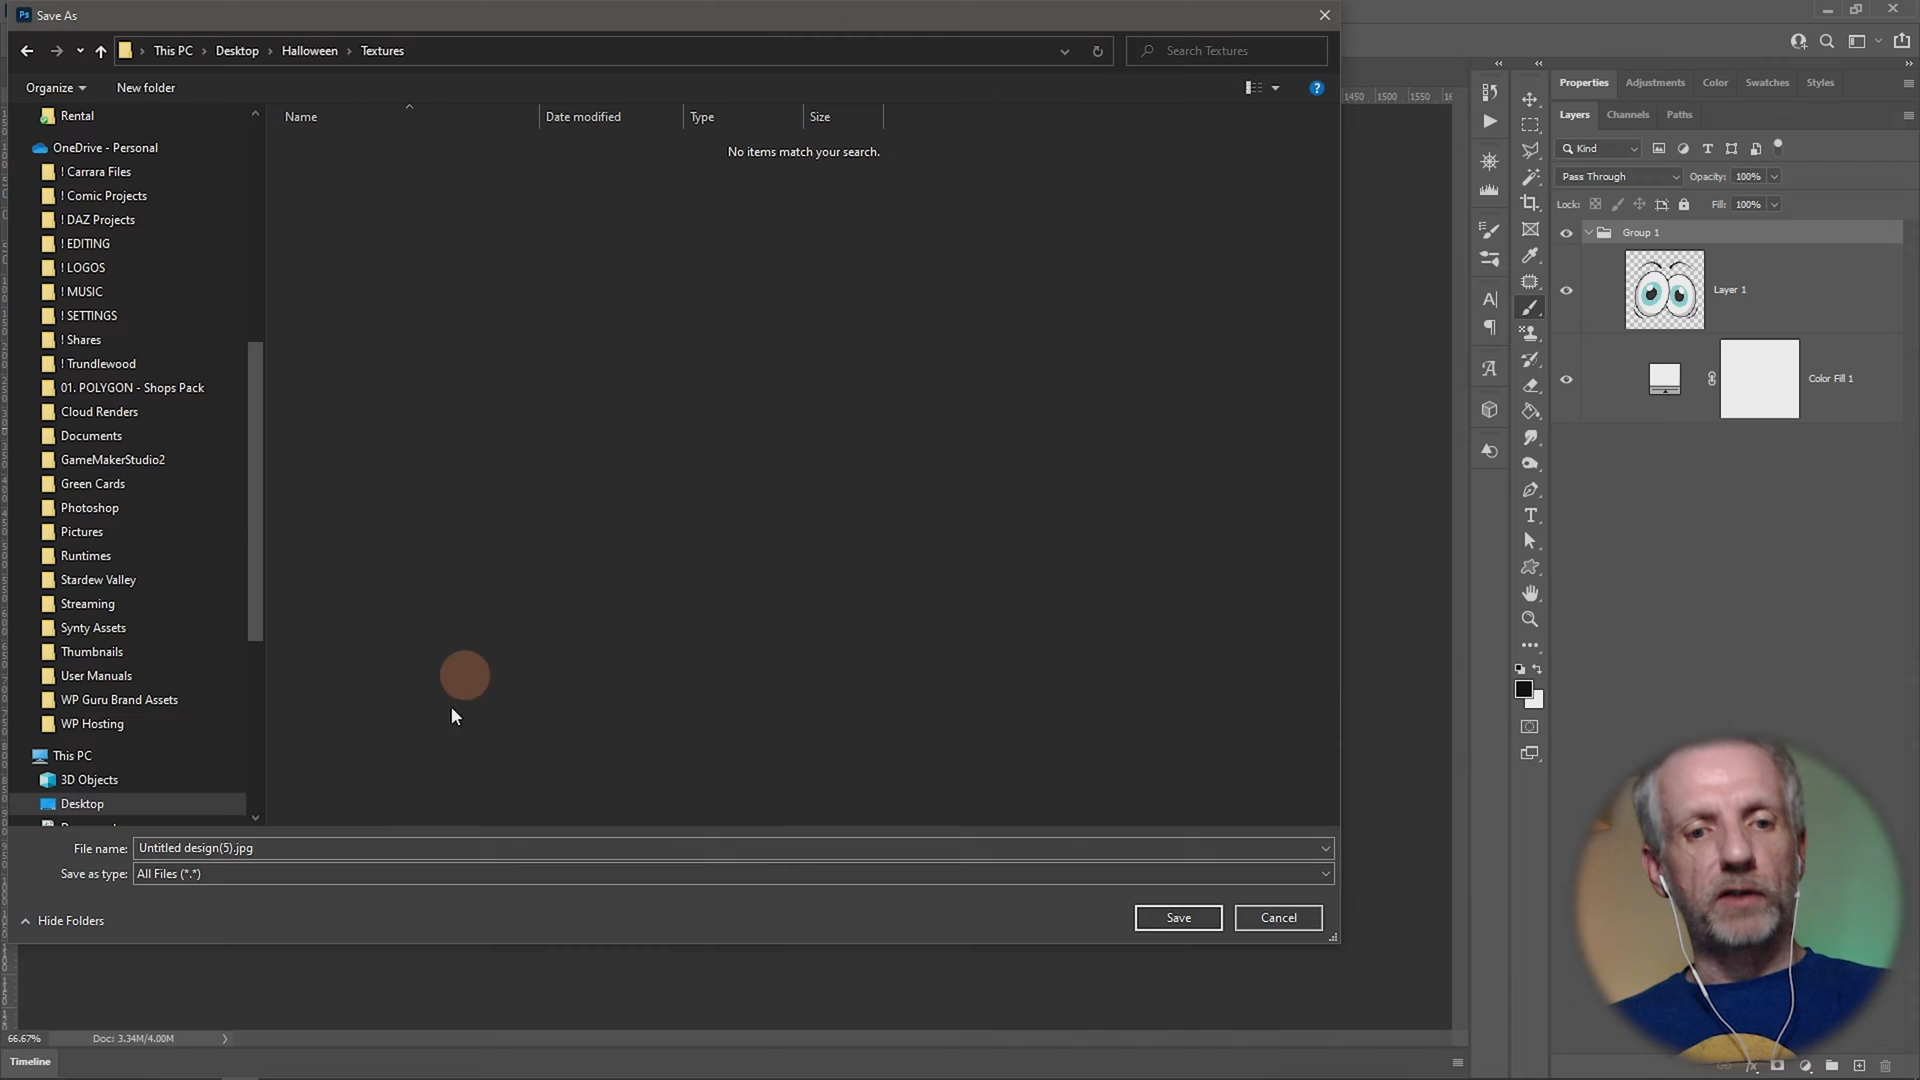 Save As
This PC
Desktop
Halloween
Textures
Search Textures
Organize
New folder
Name
Date modified
Type
Size
No items match your search.
Rental
OneDrive - Personal
! Carrara Files
! Comic Projects
! DAZ Projects
! EDITING
! LOGOS
! MUSIC
! SETTINGS
! Shares
! Trundlewood
01. POLYGON - Shops Pack
Cloud Renders
Documents
GameMakerStudio2
Green Cards
Photoshop
Pictures
Runtimes
Stardew Valley
Streaming
Synty Assets
Thumbnails
User Manuals
WP Guru Brand Assets
WP Hosting
This PC
3D Objects
Desktop
File name: Untitled design(5).jpg
Save as type: All Files (*.*)
Hide Folders
Save
Cancel
66.67%
Doc: 3.34M/4.00M
Timeline
1450 1500 1550
Properties
Adjustments
Color
Swatches
Styles
Layers
Channels
Paths
Kind
Pass Through
Opacity: 100%
Lock:
Fill: 100%
Group 1
Layer 1
Color Fill 1